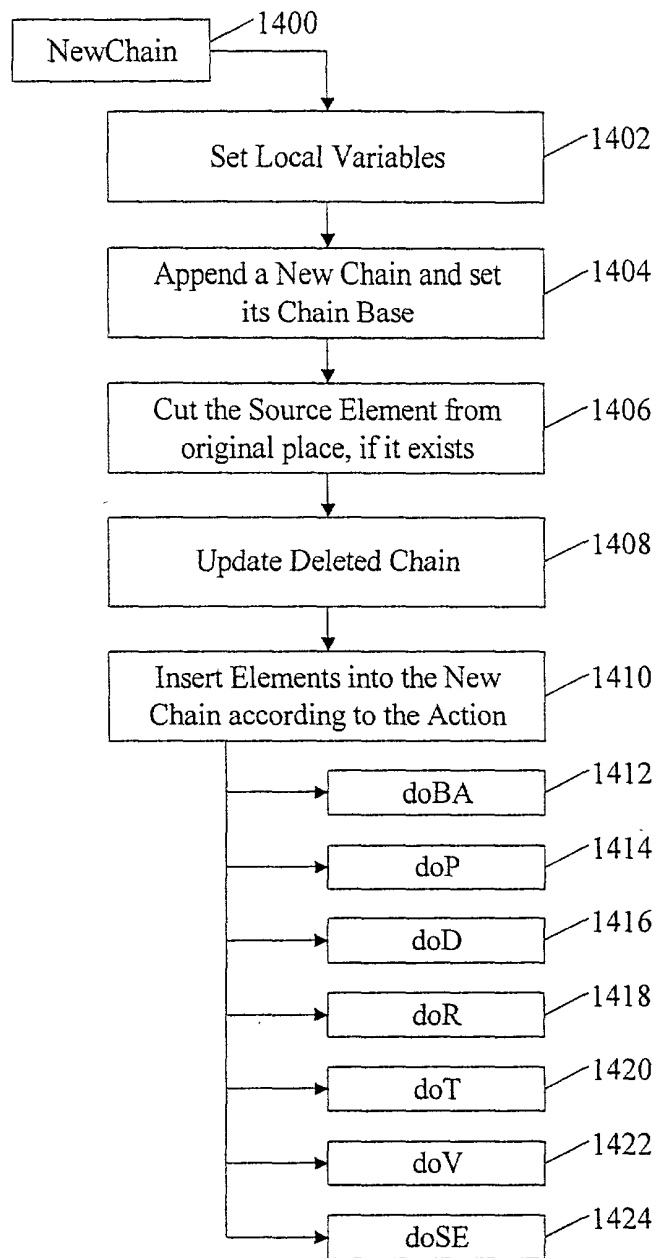 1400
NewChain
1402
Set Local Variables
1404
Append a New Chain and set
its Chain Base
1406
Cut the Source Element from
original place, if it exists
1408
Update Deleted Chain
1410
Insert Elements into the New
Chain according to the Action
1412
doBA
1414
doP
1416
doD
1418
doR
1420
doT
1422
doV
1424
doSE